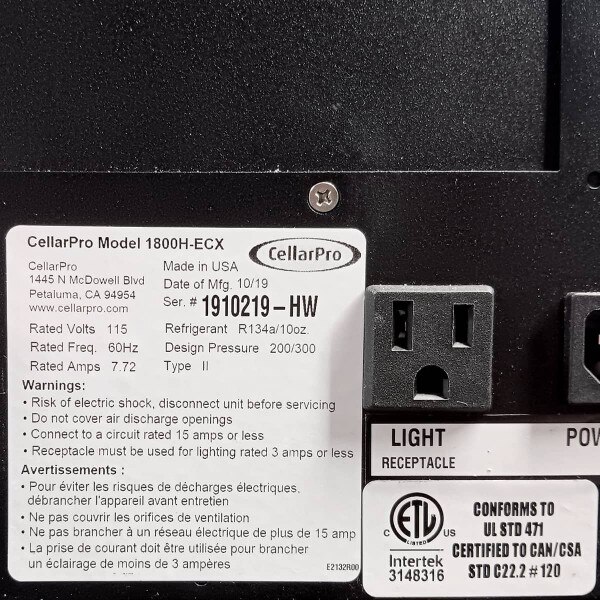 CellarPro Model 1800H-ECX
CellarPro
CellarPro
1445 N McDowell Blvd
Petaluma, CA 94954
www.cellarpro.com
Made in USA
Date of Mfg. 10/19
Ser. # 1910219-HW
Rated Volts 115
Refrigerant R134a/10oz.
Rated Freq. 60Hz
Design Pressure 200/300
Rated Amps 7.72
Type II
Warnings:
• Risk of electric shock, disconnect unit before servicing
• Do not cover air discharge openings
• Connect to a circuit rated 15 amps or less
• Receptacle must be used for lighting rated 3 amps or less
Avertissements :
• Pour éviter les risques de décharges électriques,
débrancher l'appareil avant entretien
• Ne pas couvrir les orifices de ventilation
• Ne pas brancher à un réseau électrique de plus de 15 amp
• La prise de courant doit être utilisée pour brancher
un éclairage de moins de 3 ampères
E2132R00
LIGHT
RECEPTACLE
C ETL US
LISTED
Intertek
3148316
CONFORMS TO
UL STD 471
CERTIFIED TO CAN/CSA
STD C22.2 # 120